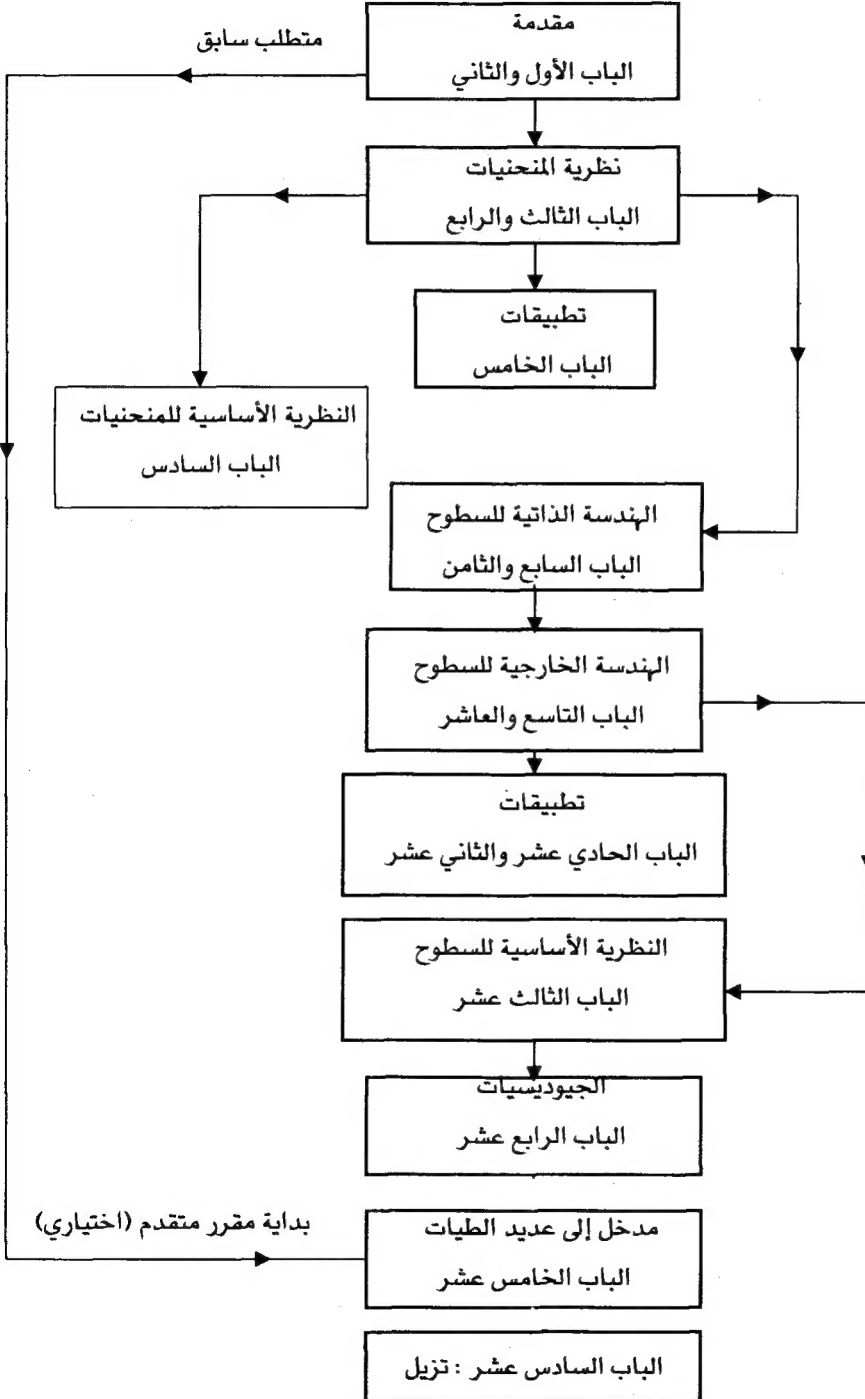 مقدمة
متطلب سابق
الباب الأول والثاني
نظرية المنحنيات
الباب الثالث والرابع
تطبيقات
الباب الخامس
النظرية الأساسية للمنحنيات
الباب السادس
الهندسة الذاتية للسطوح
الباب السابع والثامن
الهندسة الخارجية للسطوح
الباب التاسع والعاشر
تطبيقات
الباب الحادي عشر والثاني عشر
النظرية الأساسية للسطوح
الباب الثالث عشر
الجيوديسيات
الباب الرابع عشر
مدخل إلى عديد الطيات
بداية مقرر متقدم (اختياري)
الباب الخامس عشر
الباب السادس عشر : تزيل